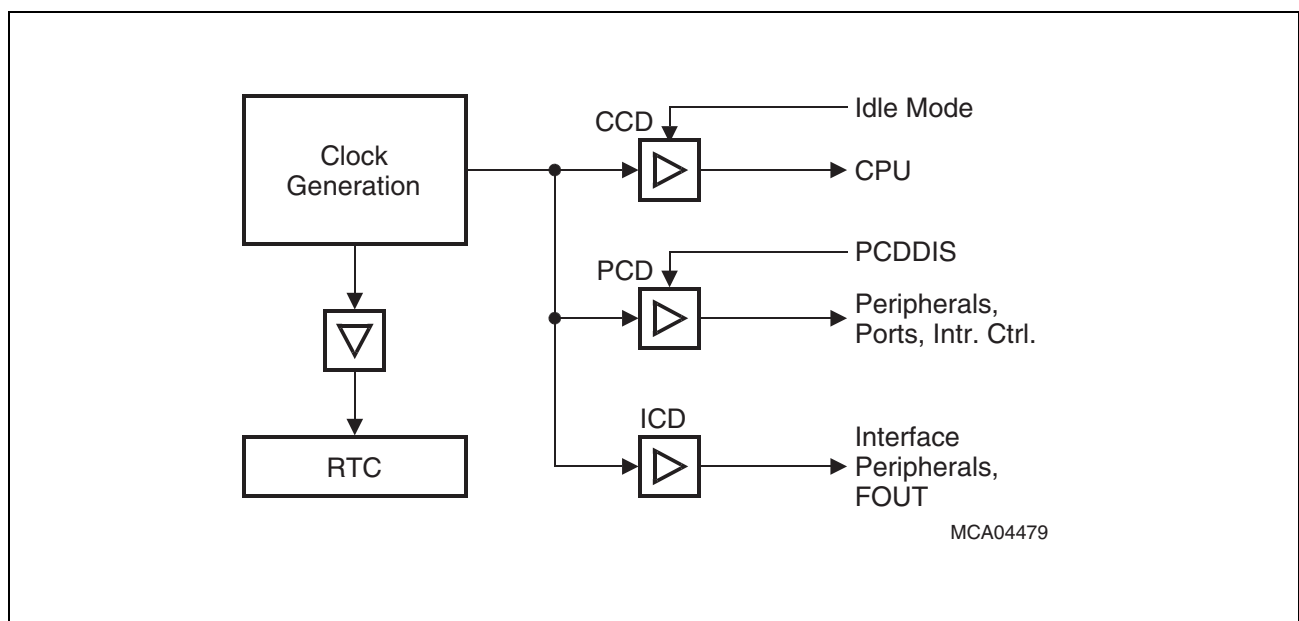 Clock
Generation
RTC
CCD
Idle Mode
CPU
PCD
PCDDIS
Peripherals,
Ports, Intr. Ctrl.
ICD
Interface
Peripherals,
FOUT
MCA04479